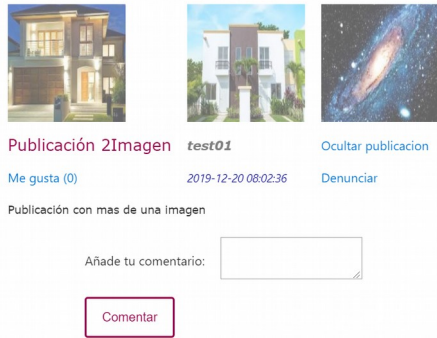 Publicación 2Imagen test01 Ocultar publicacion
Me gusta (0) 2019-12-20 08:02:36 Denunciar
Publicación con mas de una imagen
Añade tu comentario:
Comentar